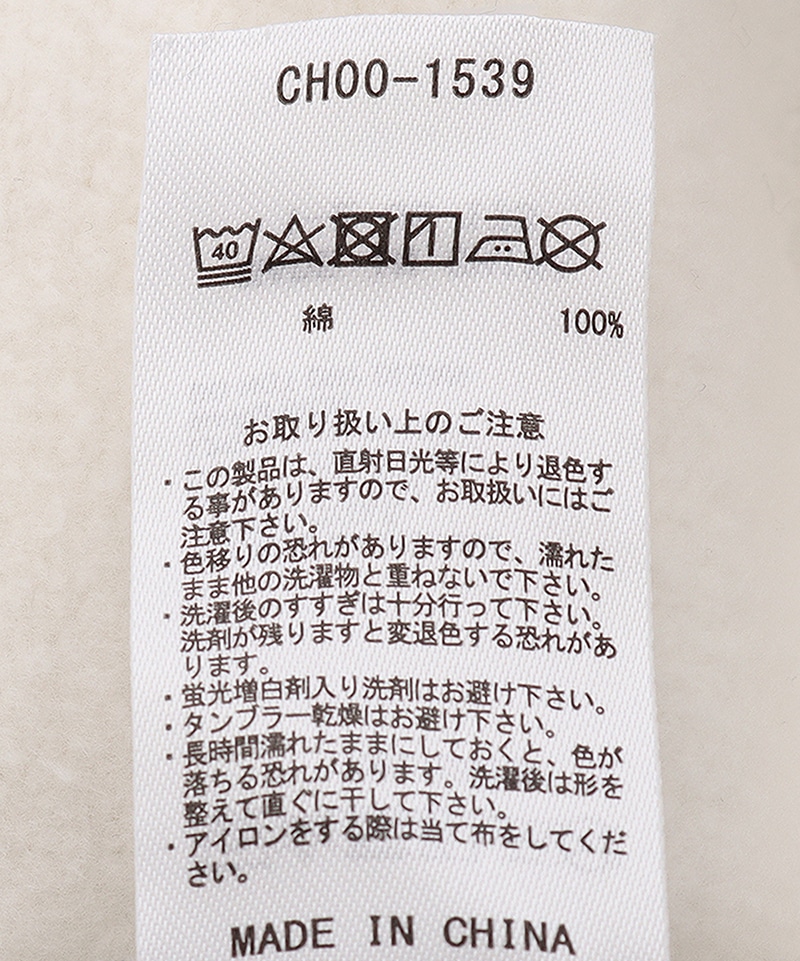 CH00-1539
40
綿 100%
お取り扱い上のご注意
・この製品は、直射日光等により退色す
る事がありますので、お取扱いにはご
注意下さい。
・色移りの恐れがありますので、濡れた
まま他の洗濯物と重ねないで下さい。
・洗濯後のすすぎは十分行って下さい。
洗剤が残りますと変退色する恐れがあ
ります。
・蛍光増白剤入り洗剤はお避け下さい。
・タンブラー乾燥はお避け下さい。
・長時間濡れたままにしておくと、色が
落ちる恐れがあります。洗濯後は形を
整えて直ぐに干して下さい。
・アイロンをする際は当て布をしてくだ
さい。
MADE IN CHINA